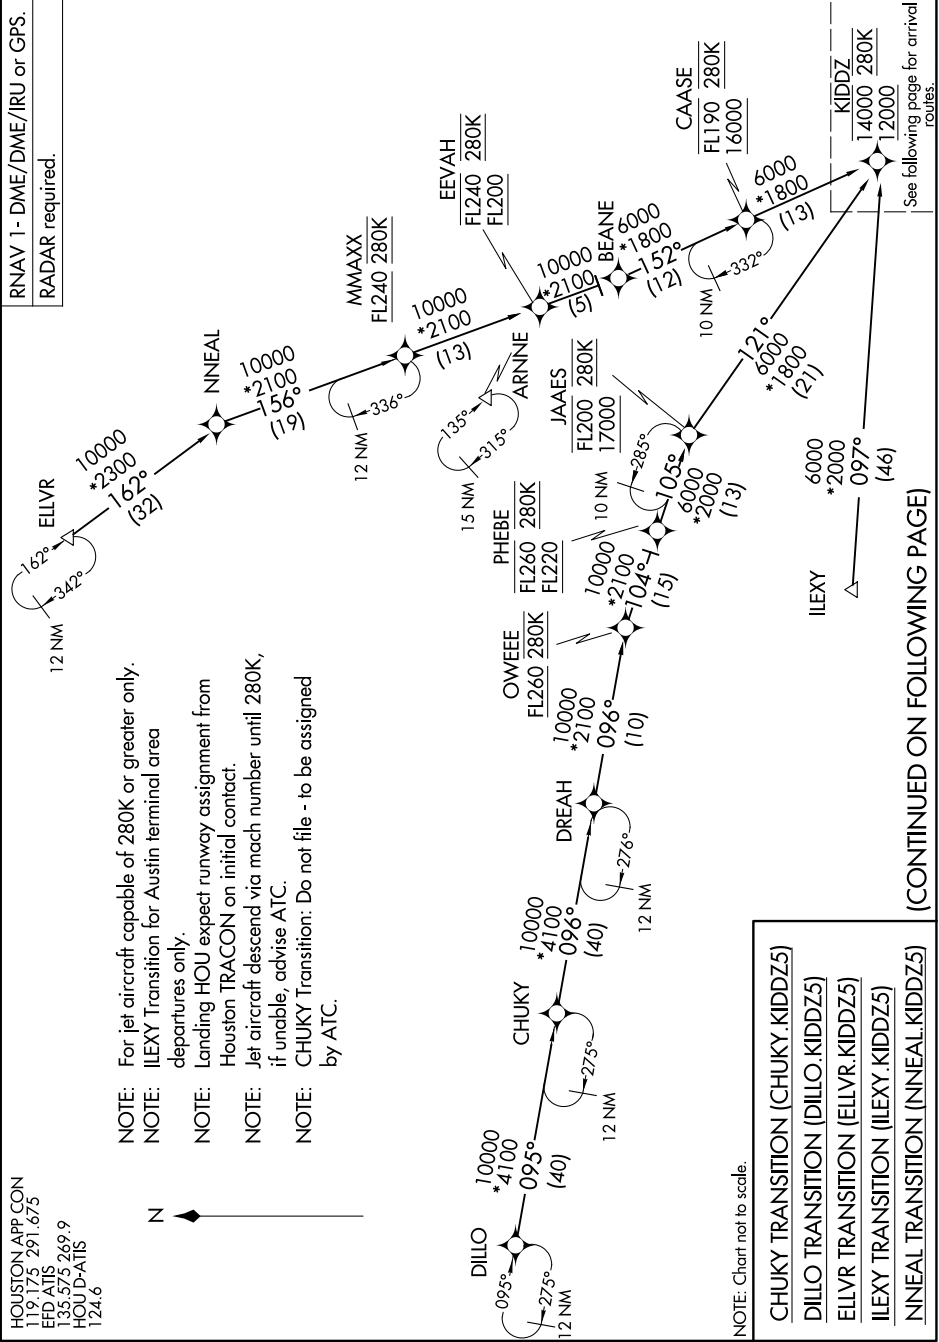 HOUSTON APP CON
119.175 291.675
EFD ATIS
135.575 269.9
HOU D-ATIS
124.6
RNAV 1 - DME/DME/IRU or GPS.
RADAR required.
N
NOTE: For jet aircraft capable of 280K or greater only.
NOTE: ILEXY Transition for Austin terminal area
departures only.
NOTE: Landing HOU expect runway assignment from
Houston TRACON on initial contact.
NOTE: Jet aircraft descend via mach number until 280K,
if unable, advise ATC.
NOTE: CHUKY Transition: Do not file - to be assigned
by ATC.
ELLVR
162°
342°
12 NM
10000
*2300
162°
(32)
NNEAL
10000
*2100
156°
(19)
MMAXX
FL240 280K
336°
12 NM
10000
*2100
(13)
EEVAH
FL240 280K
FL200
ARNNE
135°
315°
15 NM
10000
*2100
(5)
BEANE
6000
*1800
152°
(12)
CAASE
FL190 280K
16000
332°
10 NM
6000
*1800
(13)
KIDDZ
14000 280K
12000
See following page for arrival
routes.
DILLO
095°
275°
12 NM
10000
*4100
095°
(40)
CHUKY
275°
12 NM
10000
*4100
096°
(40)
DREAH
276°
12 NM
10000
*2100
096°
(10)
OWEEE
FL260 280K
10000
*2100
104°
(15)
PHEBE
FL260 280K
FL220
105°
6000
*2000
(13)
JAAES
FL200 280K
17000
285°
10 NM
121°
6000
*1800
(21)
ILEXY
6000
*2000
097°
(46)
NOTE: Chart not to scale.
CHUKY TRANSITION (CHUKY.KIDDZ5)
DILLO TRANSITION (DILLO.KIDDZ5)
ELLVR TRANSITION (ELLVR.KIDDZ5)
ILEXY TRANSITION (ILEXY.KIDDZ5)
NNEAL TRANSITION (NNEAL.KIDDZ5)
(CONTINUED ON FOLLOWING PAGE)